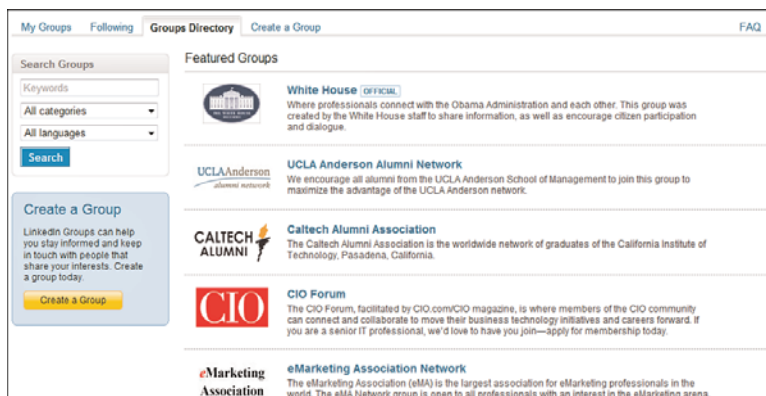 My Groups Following Groups Directory Create a Group FAQ
Search Groups
Keywords
All categories
All languages
Search
Create a Group
LinkedIn Groups can help
you stay informed and keep
in touch with people that
share your interests. Create
a group today.
Create a Group
Featured Groups
THE WHITE HOUSE
White House OFFICIAL
Where professionals connect with the Obama Administration and each other. This group was
created by the White House staff to share information, as well as encourage citizen participation
and dialogue.
UCLAAnderson
alumni network
UCLA Anderson Alumni Network
We encourage all alumni from the UCLA Anderson School of Management to join this group to
maximize the advantage of the UCLA Anderson network.
CALTECH
ALUMNI
Caltech Alumni Association
The Caltech Alumni Association is the worldwide network of graduates of the California Institute of
Technology, Pasadena, California.
CIO
CIO Forum
The CIO Forum, facilitated by CIO.com/CIO magazine, is where members of the CIO community
can connect and collaborate to move their business technology initiatives and careers forward. If
you are a senior IT professional, we'd love to have you join—apply for membership today.
eMarketing
Association
eMarketing Association Network
The eMarketing Association (eMA) is the largest association for eMarketing professionals in the
world. The eMA Network group is open to all professionals with an interest in the eMarketing arena